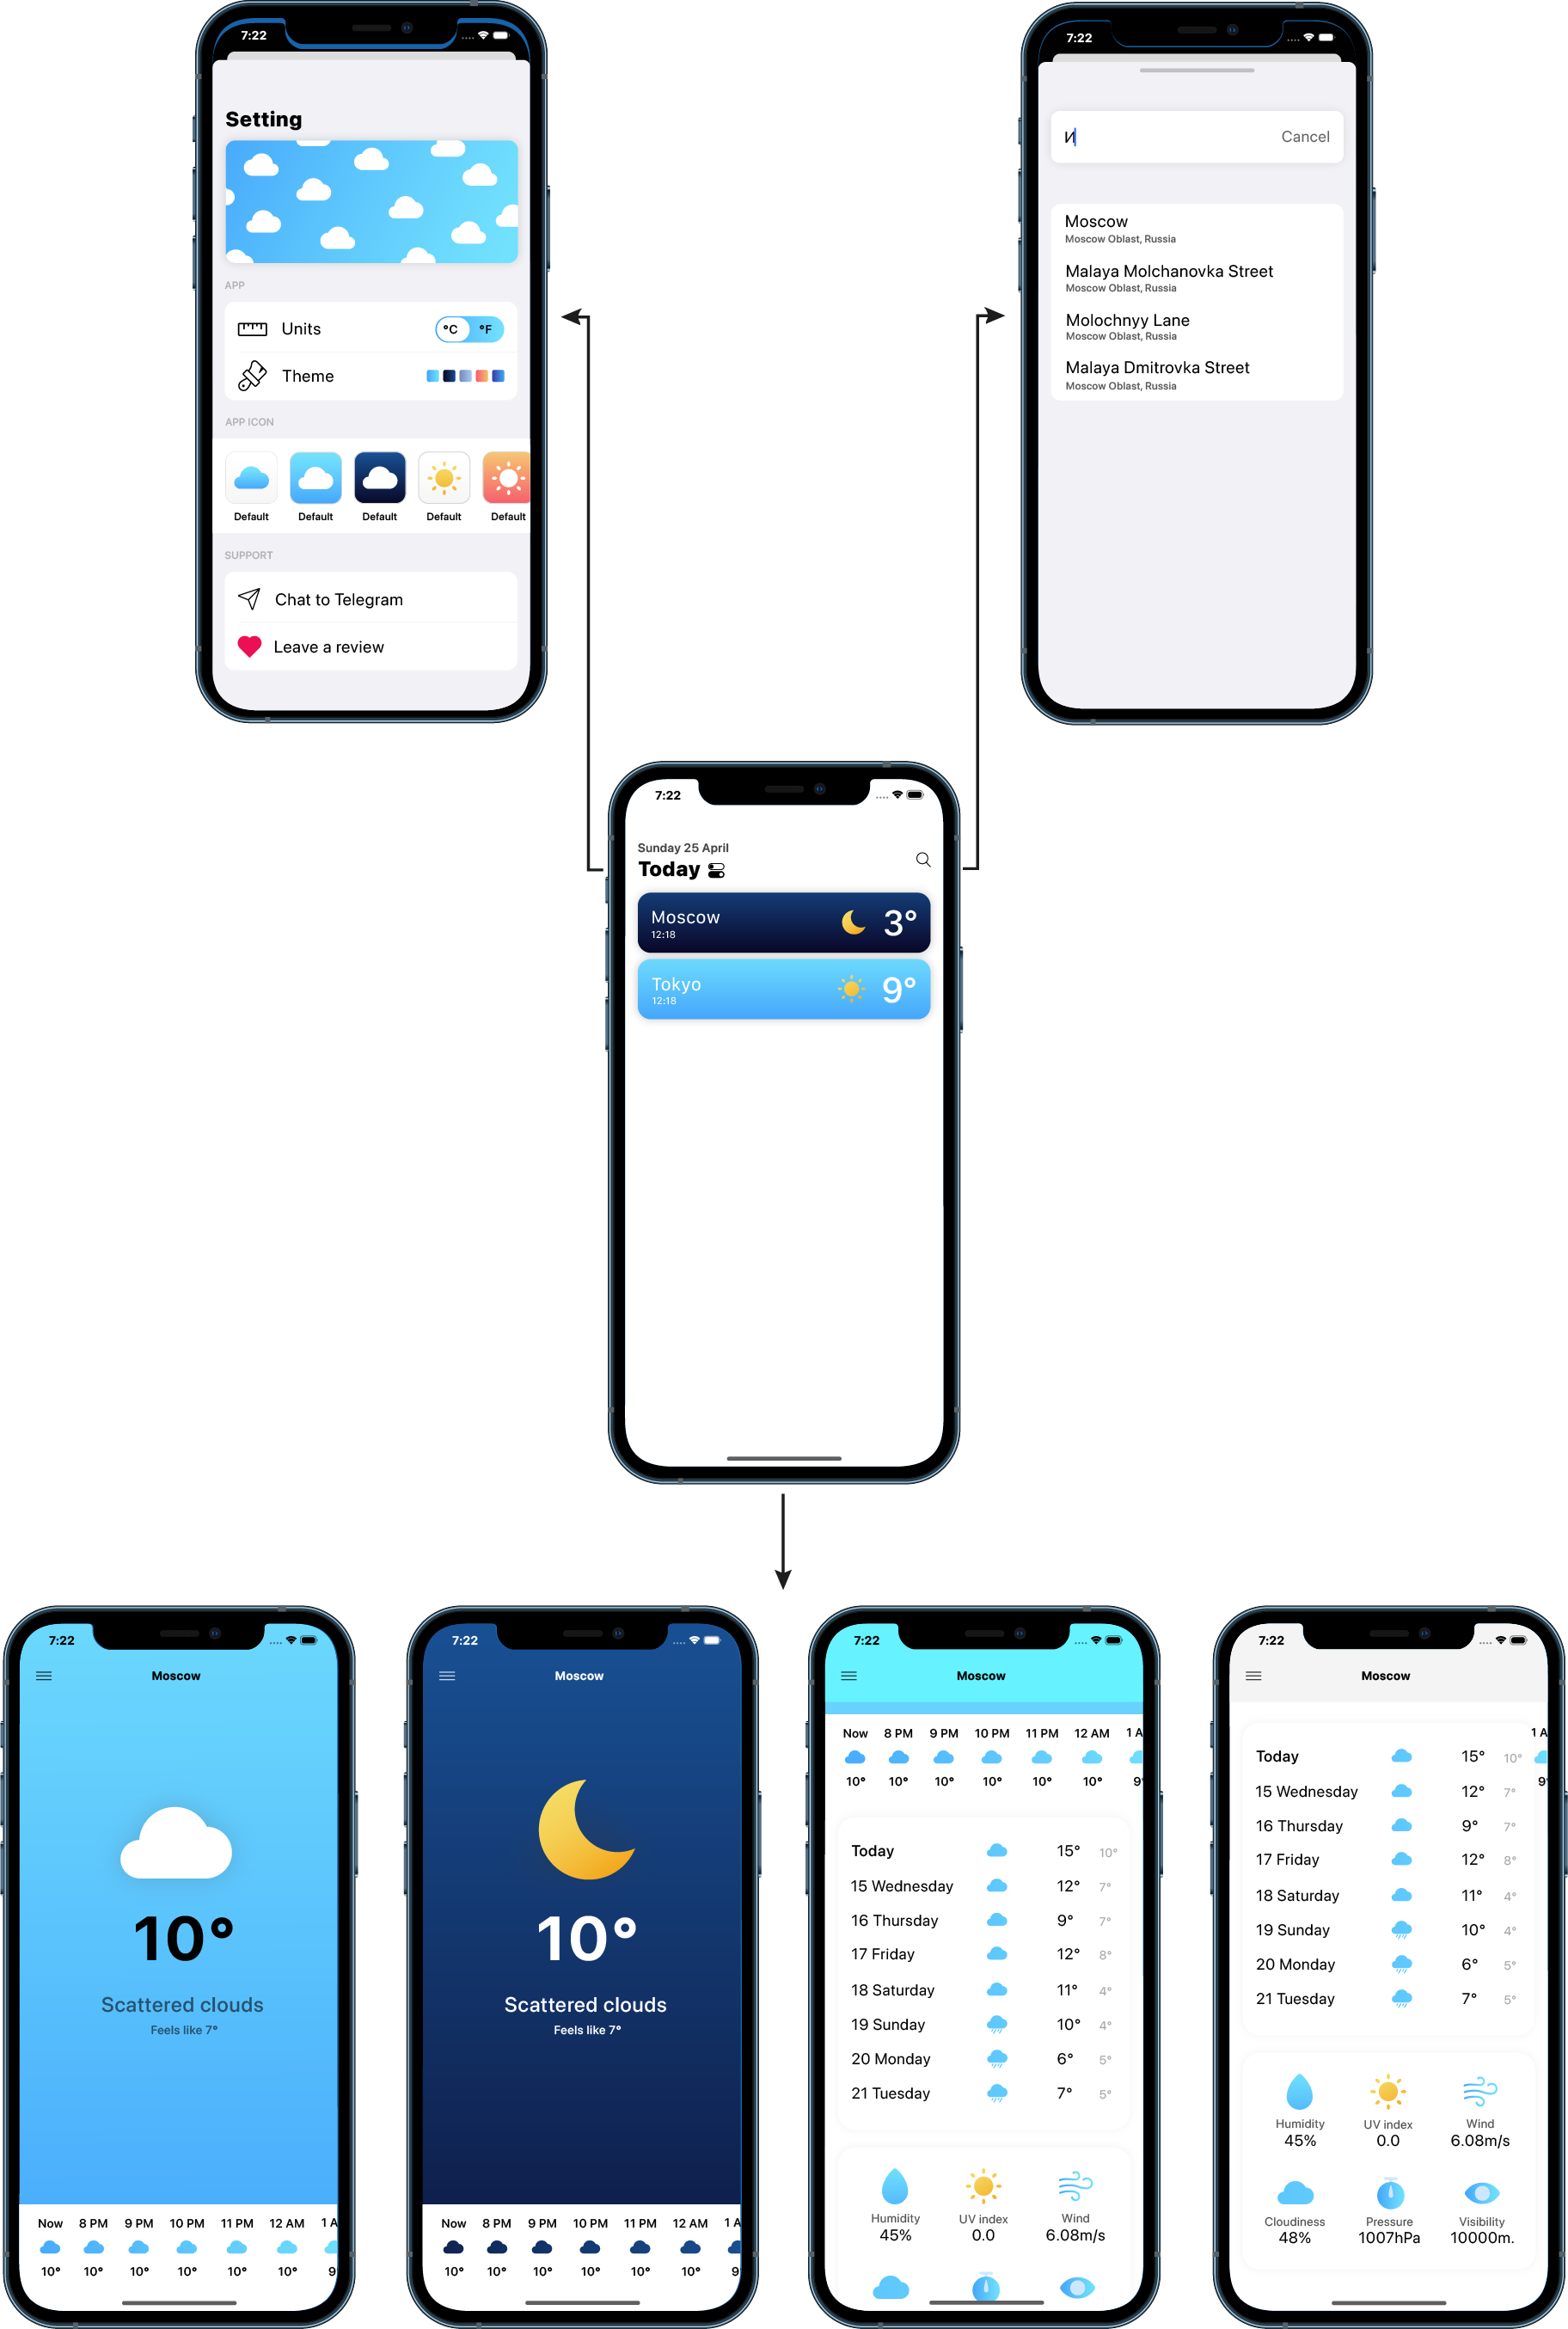 7:22
Setting
APP
Units °C °F
Theme
APP ICON
Default Default Default Default Default
SUPPORT
Chat to Telegram
Leave a review
7:22
И Cancel
Moscow
Moscow Oblast, Russia
Malaya Molchanovka Street
Moscow Oblast, Russia
Molochnyy Lane
Moscow Oblast, Russia
Malaya Dmitrovka Street
Moscow Oblast, Russia
7:22
Sunday 25 April
Today
Moscow
12:18
3°
Tokyo
12:18
9°
7:22
Moscow
10°
Scattered clouds
Feels like 7°
Now 8 PM 9 PM 10 PM 11 PM 12 AM 1 A
10° 10° 10° 10° 10° 10° 9
7:22
Moscow
10°
Scattered clouds
Feels like 7°
Now 8 PM 9 PM 10 PM 11 PM 12 AM 1 A
10° 10° 10° 10° 10° 10° 9
7:22
Moscow
Now 8 PM 9 PM 10 PM 11 PM 12 AM 1 A
10° 10° 10° 10° 10° 10° 9
Today 15° 10°
15 Wednesday 12° 7°
16 Thursday 9° 7°
17 Friday 12° 8°
18 Saturday 11° 4°
19 Sunday 10° 4°
20 Monday 6° 5°
21 Tuesday 7° 5°
Humidity UV index Wind
45% 0.0 6.08m/s
7:22
Moscow
1 A
Today 15° 10°
9
15 Wednesday 12° 7°
16 Thursday 9° 7°
17 Friday 12° 8°
18 Saturday 11° 4°
19 Sunday 10° 4°
20 Monday 6° 5°
21 Tuesday 7° 5°
Humidity UV index Wind
45% 0.0 6.08m/s
Cloudiness Pressure Visibility
48% 1007hPa 10000m.